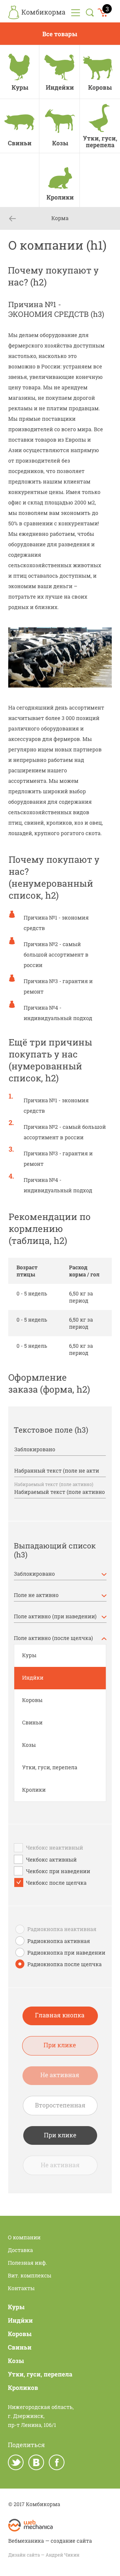 Комбикорма
3
Все товары
Куры
Индейки
Коровы
Свиньи
Козы
Утки, гуси,
перепела
Кролики
Корма
О компании (h1)
Почему покупают у
нас? (h2)
Причина №1 -
ЭКОНОМИЯ СРЕДСТВ (h3)
Мы делаем оборудование для
фермерского хозяйства доступным
настолько, насколько это
возможно в России. Не устраиваем
все звенья, увеличивающие конечную
цену товара. Мы не арендуем
магазины, не покупаем дорогой
рекламы и не платим продавцам.
Мы прямые поставщики
производителей со всего мира. Все
поставки товаров из Европы и
Азии осуществляются напрямую
от производителей без
посредников, что позволяет
предложить нашим клиентам
конкурентные цены. Имея только
офис и склад площадью 2000 м2,
мы позволяем вам экономить до
50% в сравнении с конкурентами!
Мы ежедневно работаем, чтобы
оборудование для разведения и
содержания
сельскохозяйственных животных
и птиц оставалось доступным, и
экономим ваши деньги –
потратьте их лучше на своих
родных и близких.
На сегодняшний день ассортимент
насчитывает более 3 000 позиций
различного оборудования и
аксессуаров для фермеров. Мы
регулярно ищем новых партнеров
и непрерывно работаем над
расширением нашего
ассортимента. Мы можем
предложить широкий выбор
оборудования для содержания
сельскохозяйственных видов
птиц, свиней, кроликов, коз и овец,
лошадей, крупного рогатого скота.
Почему покупают у
нас?
(ненумерованный
список, h2)
Причина №1 - экономия
средств
Причина №2 - самый
большой ассортимент в
россии
Причина №3 - гарантия и
ремонт
Причина №4 -
индивидуальный подход
Ещё три причины
покупать у нас
(нумерованный
список, h2)
1. Причина №1 - экономия
средств
2. Причина №2 - самый большой
ассортимент в россии
3. Причина №3 - гарантия и
ремонт
4. Причина №4 -
индивидуальный подход
Рекомендации по
кормлению
(таблица, h2)
Возраст
птицы
Расход
корма / гол
0 - 5 недель
6,50 кг за
период
0 - 5 недель
6,50 кг за
период
0 - 5 недель
6,50 кг за
период
Оформление
заказа (форма, h2)
Текстовое поле (h3)
Заблокировано
Набранный текст (поле не акти
Набираемый текст (поле активно)
Набираемый текст (поле активно
Выпадающий список
(h3)
Заблокировано
Поле не активно
Поле активно (при наведении)
Поле активно (после щелчка)
Куры
Индяйки
Коровы
Свиньи
Козы
Утки, гуси, перепела
Кролики
Чекбокс неактивный
Чекбокс активный
Чекбокс при наведении
Чекбокс после щелчка
Радиокнопка неактивная
Радиокнопка активная
Радиокнопка при наведении
Радиокнопка после щелчка
Главная кнопка
При клике
Не активная
Второстепенная
При клике
Не активная
О компании
Доставка
Полезная инф.
Вит. комплексы
Контакты
Куры
Индяйки
Коровы
Свиньи
Козы
Утки, гуси, перепела
Кроликов
Нижегородская область,
г. Дзержинск,
пр-т Ленина, 109/3
Поделиться
© 2017 Комбикорма
web
mechanica
Вебмеханика — создание сайта
Дизайн сайта – Андрей Чикин